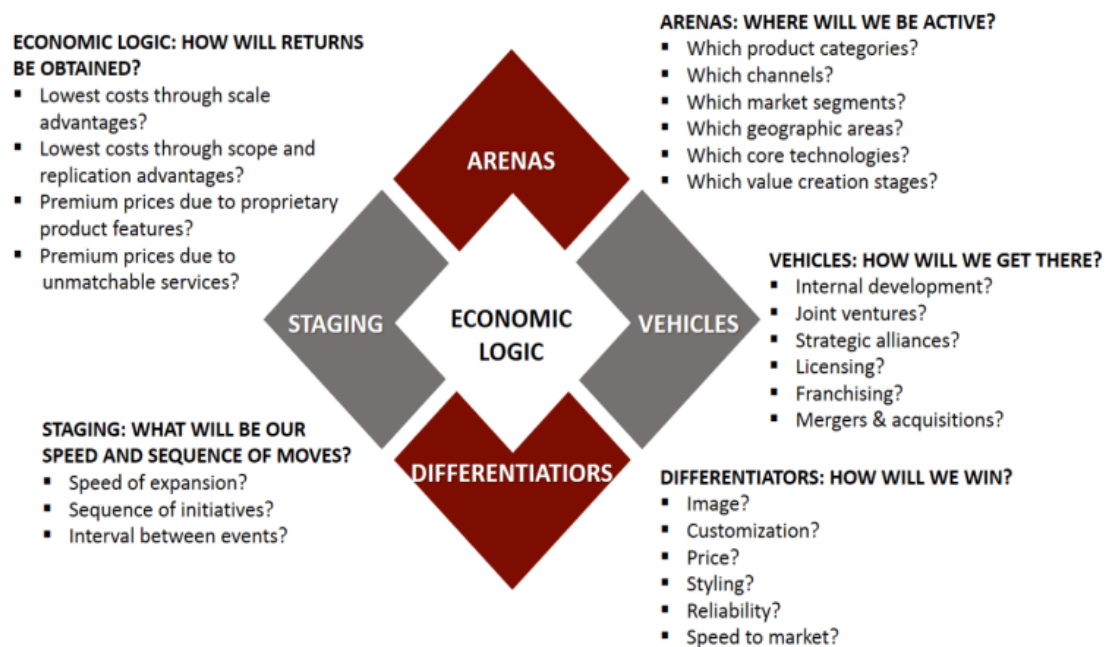 ECONOMIC LOGIC: HOW WILL RETURNS
BE OBTAINED?
▪ Lowest costs through scale
advantages?
▪ Lowest costs through scope and
replication advantages?
▪ Premium prices due to proprietary
product features?
▪ Premium prices due to
unmatchable services?
ARENAS: WHERE WILL WE BE ACTIVE?
▪ Which product categories?
▪ Which channels?
▪ Which market segments?
▪ Which geographic areas?
▪ Which core technologies?
▪ Which value creation stages?
ARENAS
STAGING
ECONOMIC
LOGIC
VEHICLES
DIFFERENTIATIORS
VEHICLES: HOW WILL WE GET THERE?
▪ Internal development?
▪ Joint ventures?
▪ Strategic alliances?
▪ Licensing?
▪ Franchising?
▪ Mergers & acquisitions?
STAGING: WHAT WILL BE OUR
SPEED AND SEQUENCE OF MOVES?
▪ Speed of expansion?
▪ Sequence of initiatives?
▪ Interval between events?
DIFFERENTIATORS: HOW WILL WE WIN?
▪ Image?
▪ Customization?
▪ Price?
▪ Styling?
▪ Reliability?
▪ Speed to market?